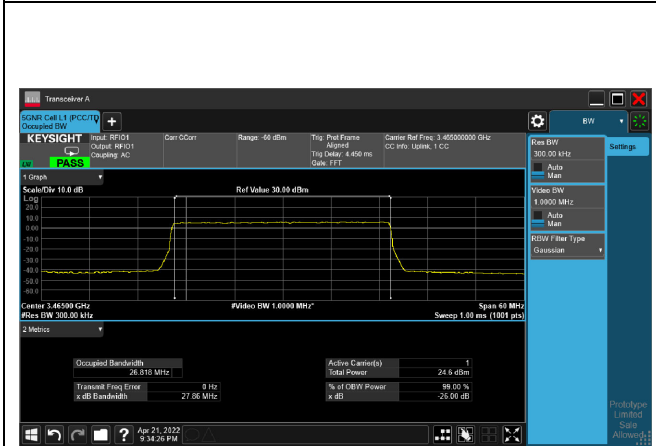 Transceiver A
5GNR Cell L1 (PCC/TD
Occupied BW
BW
KEYSIGHT
Input: RFIO1
Output: RFIO1
Coupling: AC
Corr CCorr
Range: -60 dBm
Trig: Prot Frame
Aligned
Trig Delay: 4.450 ms
Gate: FFT
Carrier Ref Freq: 3.465000000 GHz
CC Info: Uplink, 1 CC
PASS
Res BW
300.00 kHz
Auto
Man
Settings
Video BW
1.0000 MHz
Auto
Man
RBW Filter Type
Gaussian
1 Graph
Scale/Div 10.0 dB
Ref Value 30.00 dBm
Log
20.0
10.0
0.00
-10.0
-20.0
-30.0
-40.0
-50.0
-60.0
Center 3.46500 GHz
#Video BW 1.0000 MHz*
Span 60 MHz
#Res BW 300.00 kHz
Sweep 1.00 ms (1001 pts)
2 Metrics
Occupied Bandwidth
26.818 MHz
Active Carrier(s) 1
Total Power 24.6 dBm
Transmit Freq Error 0 Hz
x dB Bandwidth 27.86 MHz
% of OBW Power 99.00 %
x dB -26.00 dB
Prototype
Limited
Sale
Allowed
Apr 21, 2022
9:34:26 PM